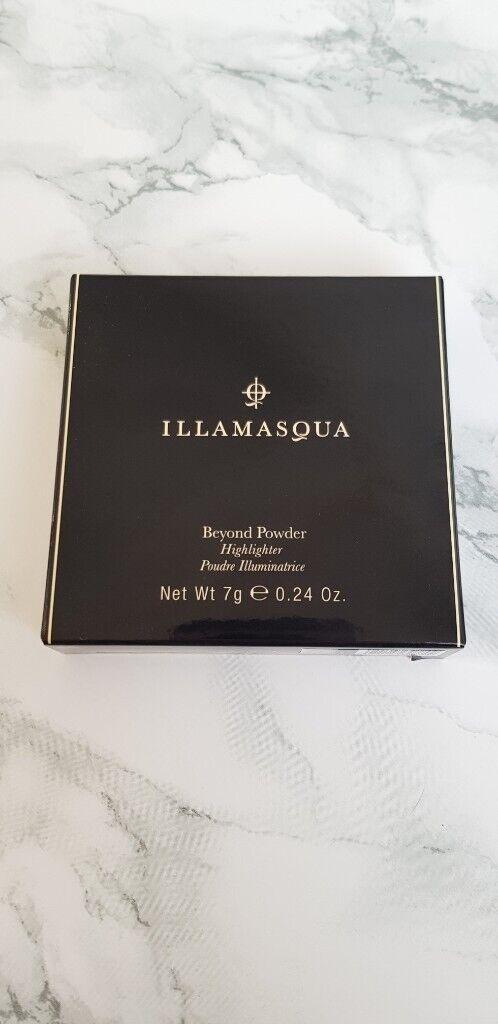 ILLAMASQUA
Beyond Powder
Highlighter
Poudre Illuminatrice
Net Wt 7g ℮ 0.24 Oz.